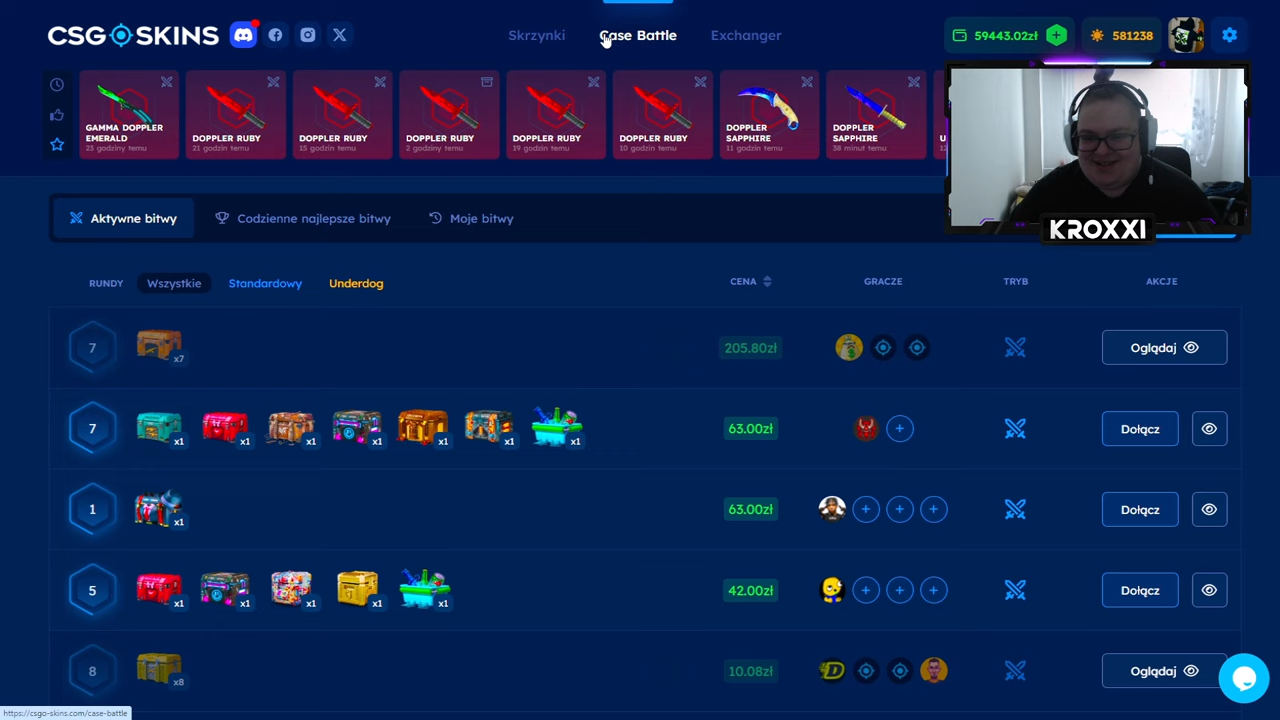 CSG SKINS
Skrzynki
Case Battle
Exchanger
59443.02zł
581238
GAMMA DOPPLER
EMERALD
23 godziny temu
DOPPLER RUBY
21 godzin temu
DOPPLER RUBY
15 godzin temu
DOPPLER RUBY
2 godziny temu
DOPPLER RUBY
19 godzin temu
DOPPLER RUBY
10 godzin temu
DOPPLER
SAPPHIRE
11 godzin temu
DOPPLER
SAPPHIRE
38 minut temu
KROXXI
Aktywne bitwy
Codzienne najlepsze bitwy
Moje bitwy
RUNDY
Wszystkie
Standardowy
Underdog
CENA
GRACZE
TRYB
AKCJE
7
x7
205.80zł
Oglądaj
7
x1
x1
x1
x1
x1
x1
x1
63.00zł
Dołącz
1
x1
63.00zł
Dołącz
5
x1
x1
x1
x1
x1
42.00zł
Dołącz
8
x8
10.08zł
Oglądaj
https://csgo-skins.com/case-battle